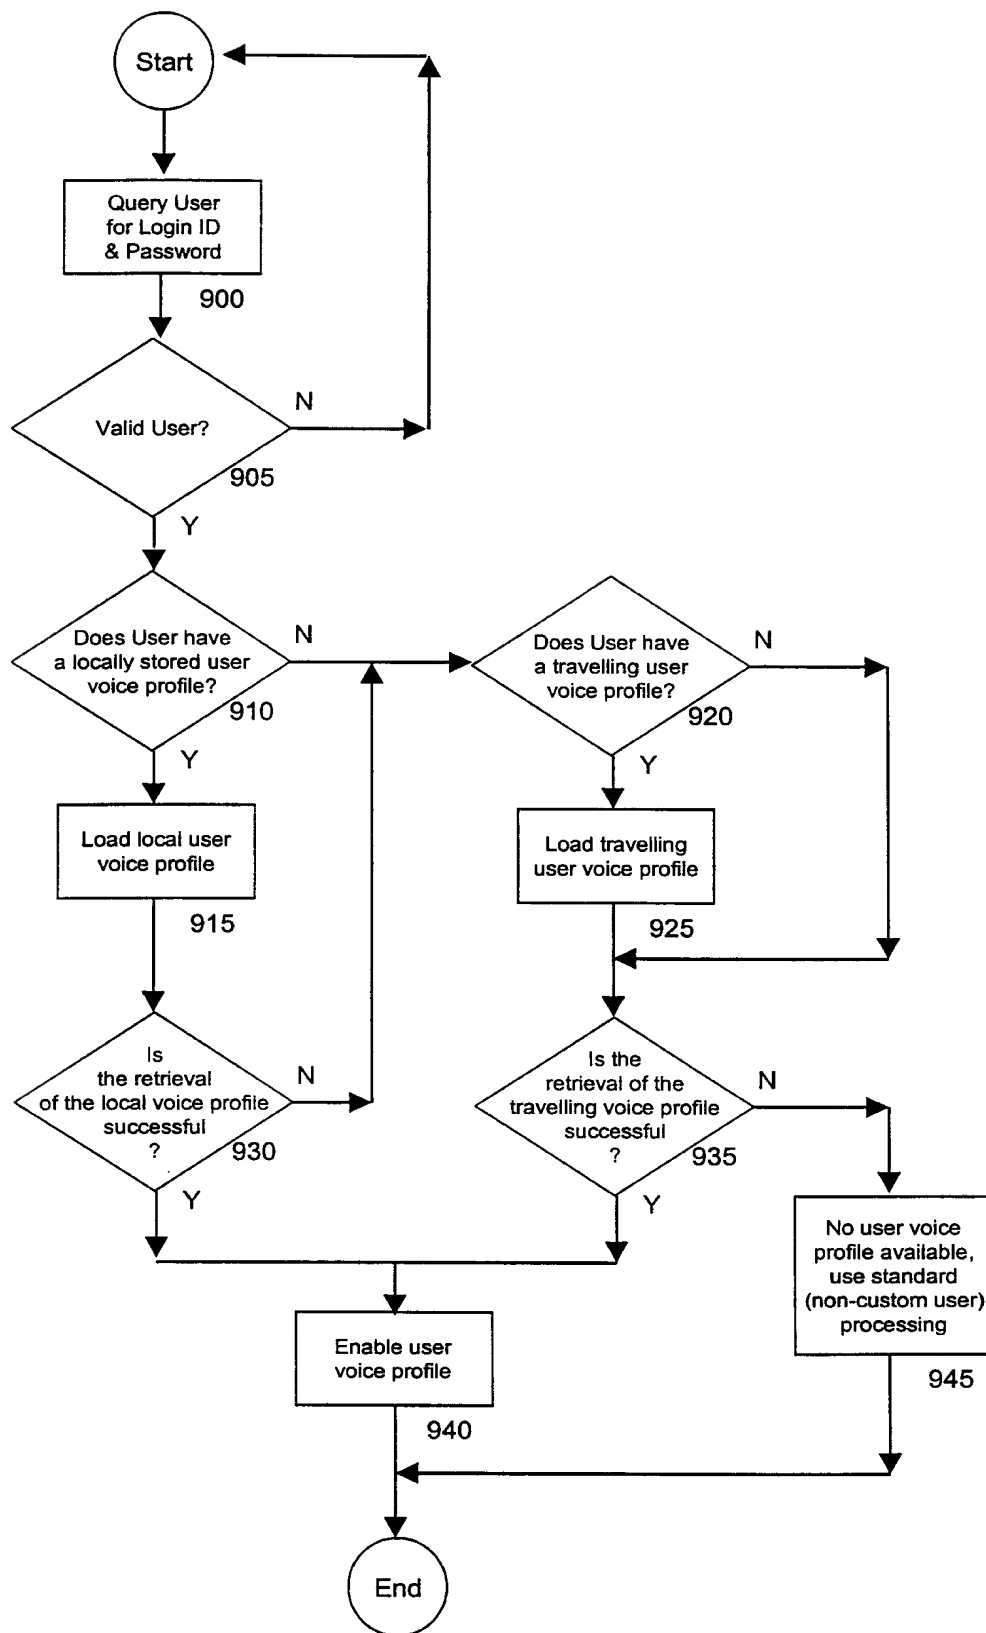 Start
Query User
for Login ID
& Password
900
Valid User?
N
905
Y
Does User have
a locally stored user
voice profile?
N
910
Y
Does User have
a travelling user
voice profile?
N
920
Y
Load local user
voice profile
915
Load travelling
user voice profile
925
Is
the retrieval
of the local voice profile
successful
?
N
930
Y
Is the
retrieval of the
travelling voice profile
successful
?
N
935
Y
No user voice
profile available,
use standard
(non-custom user)
processing
945
Enable user
voice profile
940
End